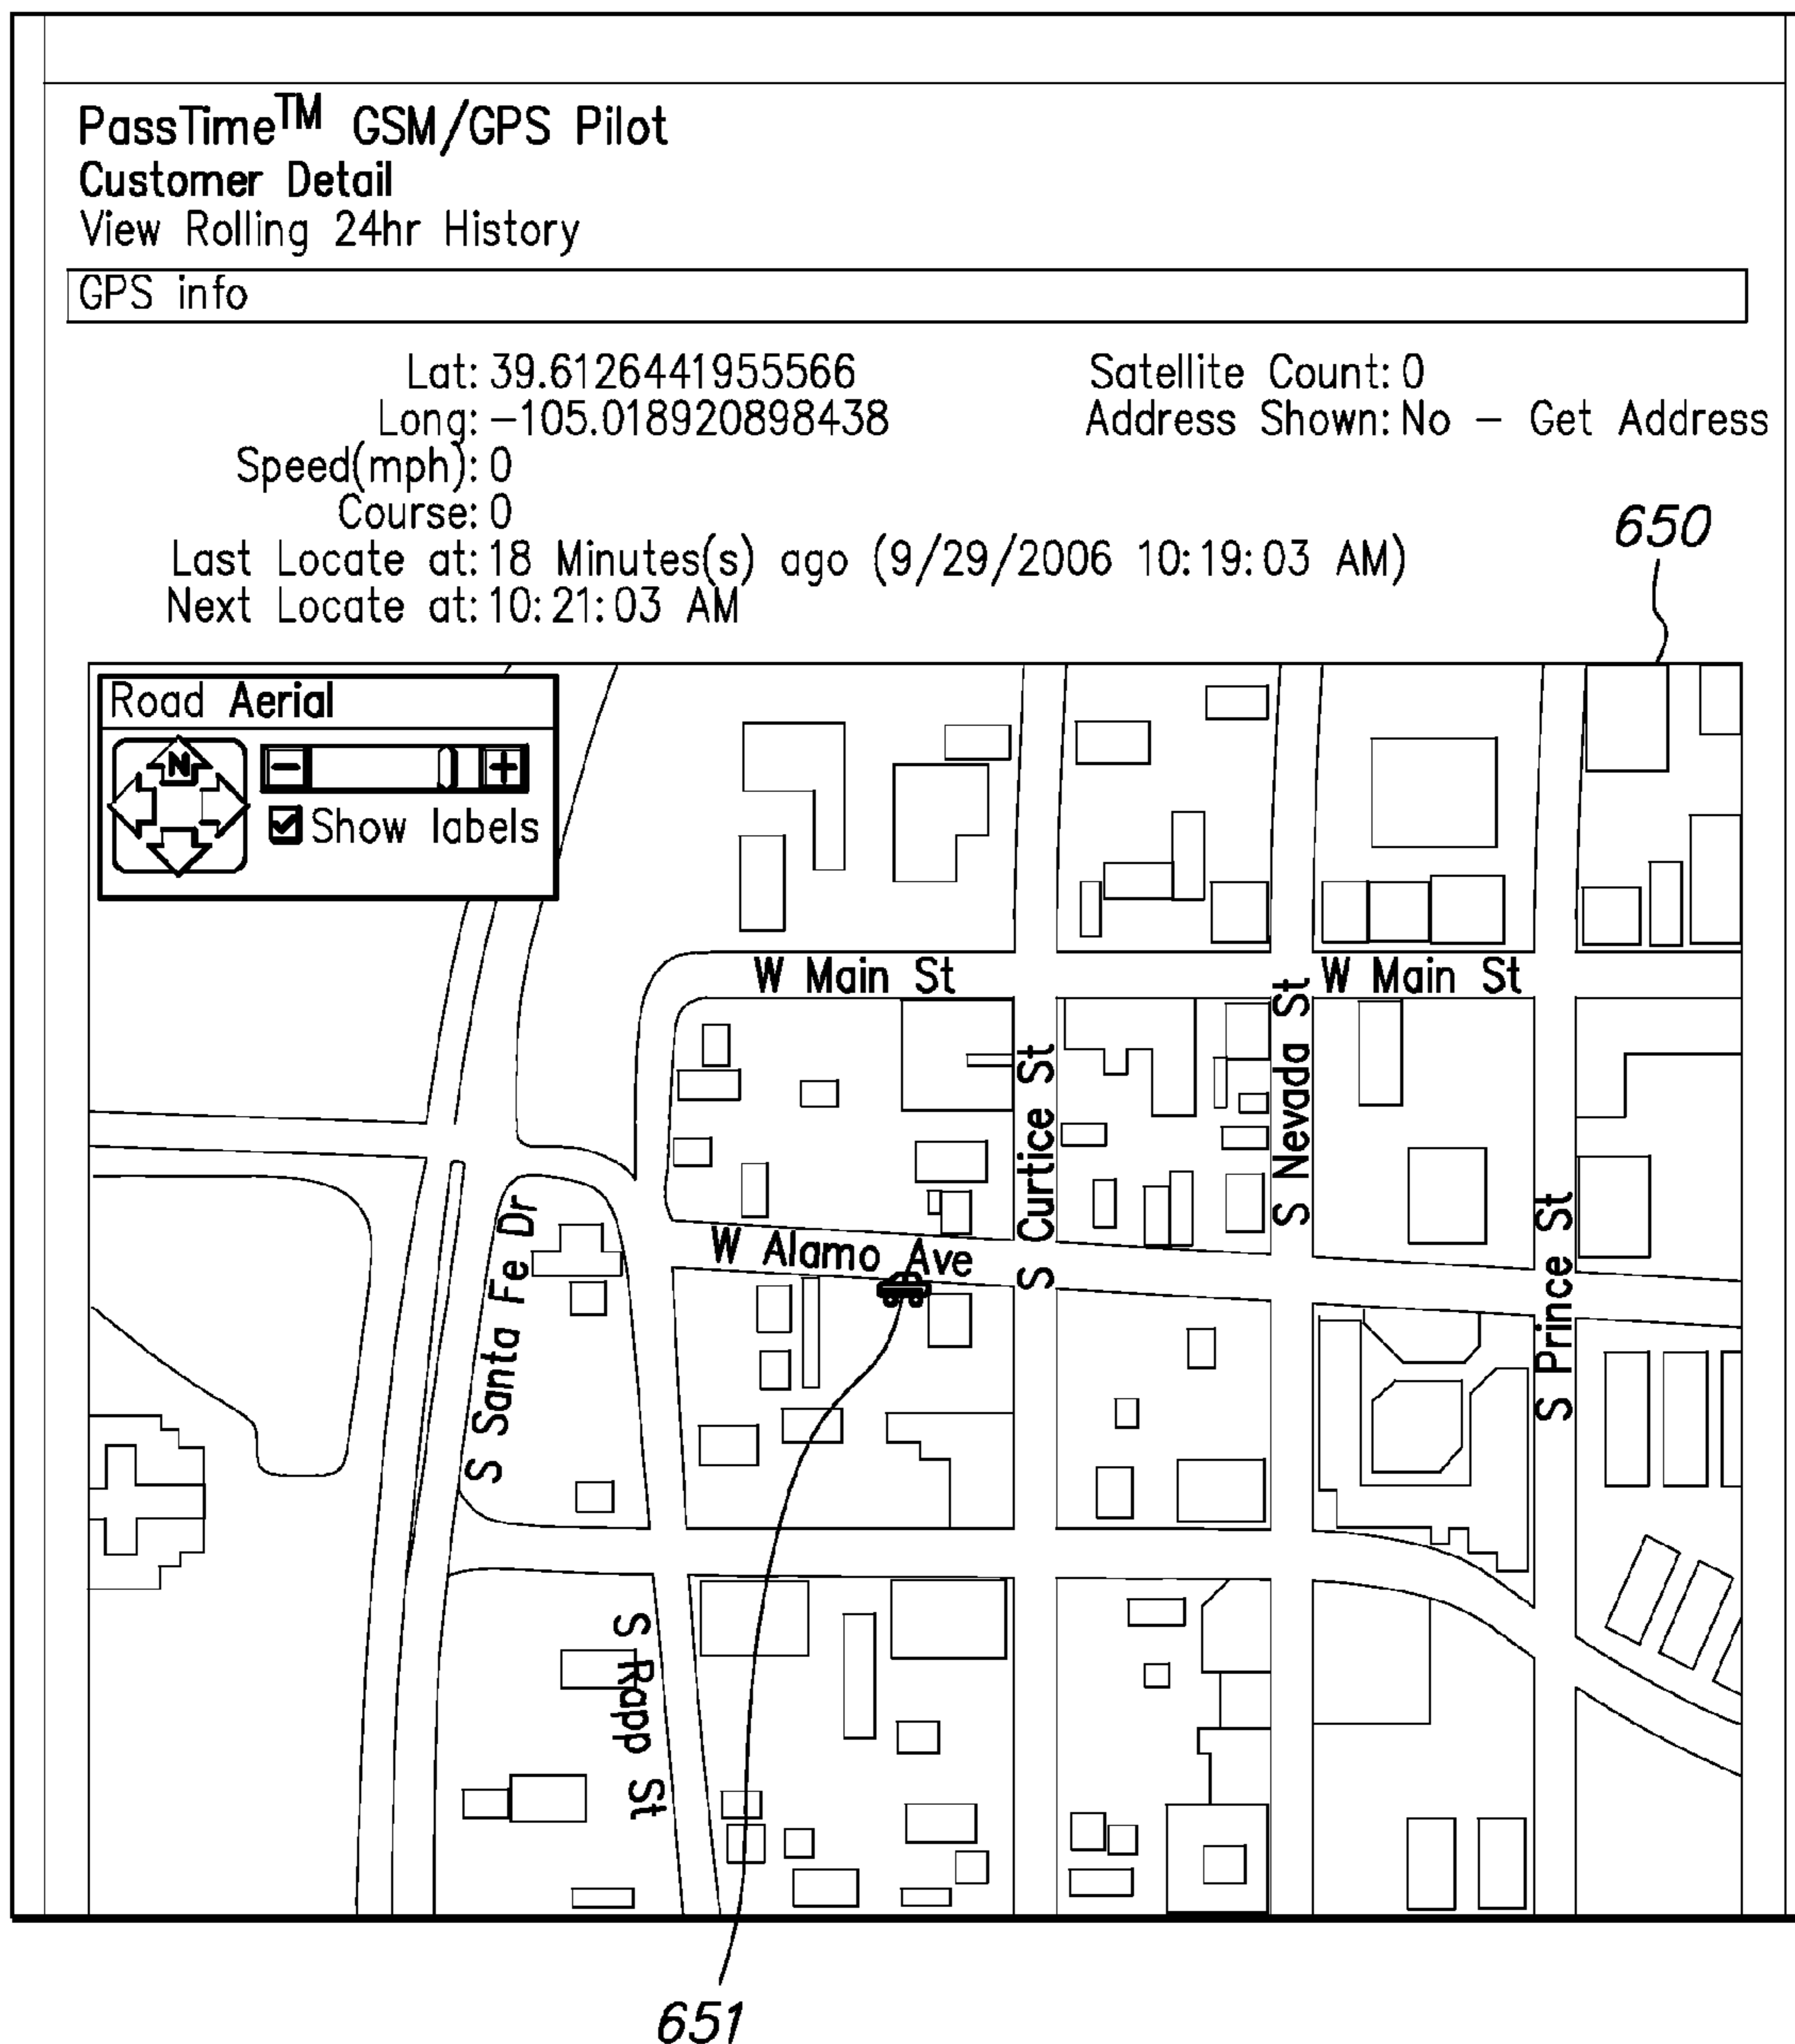 PassTime™ GSM/GPS Pilot
Customer Detail
View Rolling 24hr History
GPS info
Lat: 39.6126441955566 Satellite Count: 0
Long: -105.018920898438 Address Shown: No - Get Address
Speed(mph): 0
Course: 0
Last Locate at: 18 Minutes(s) ago (9/29/2006 10:19:03 AM)
Next Locate at: 10:21:03 AM
650
Road Aerial
N
- +
Show labels
W Main St W Main St
S Curtice St
S Nevada St
W Alamo Ave
S Santa Fe Dr
S Prince St
S Rapp St
651